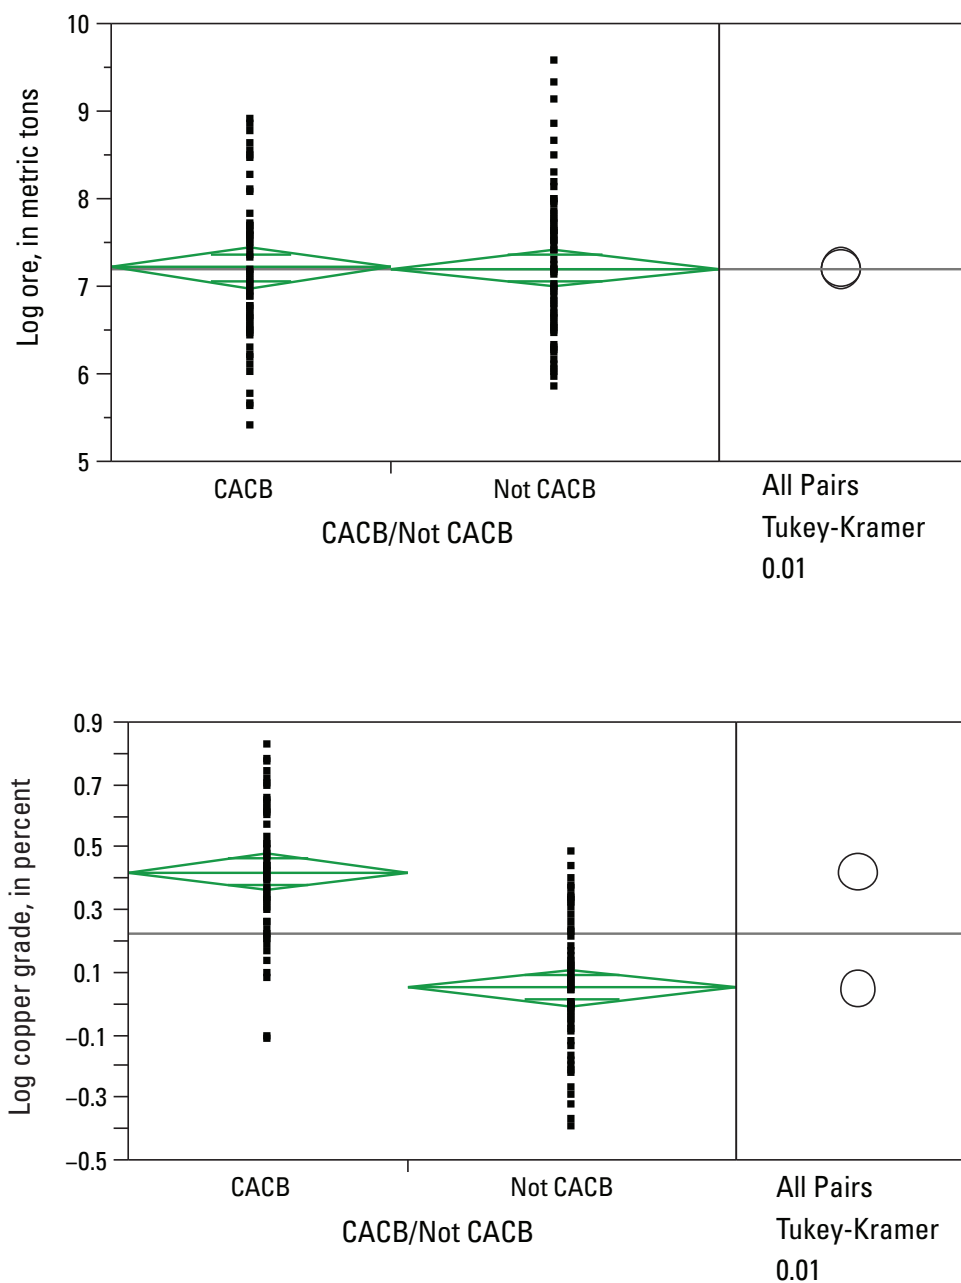 Log ore, in metric tons
10
9
8
7
6
5
CACB
Not CACB
CACB/Not CACB
All Pairs
Tukey-Kramer
0.01
Log copper grade, in percent
0.9
0.7
0.5
0.3
0.1
–0.1
–0.3
–0.5
CACB
Not CACB
CACB/Not CACB
All Pairs
Tukey-Kramer
0.01